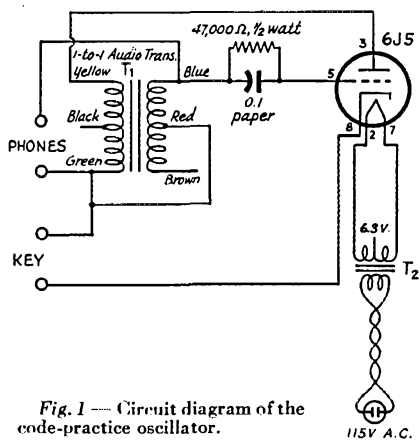 47,000Ω, ½ watt
6J5
1-to-1 Audio Trans.
Yellow
T1
Blue
3
5
0.1
paper
Black
Red
8
2
7
PHONES
Green
Brown
6.3V.
KEY
T2
Fig. 1 — Circuit diagram of the
code-practice oscillator.
115V A.C.